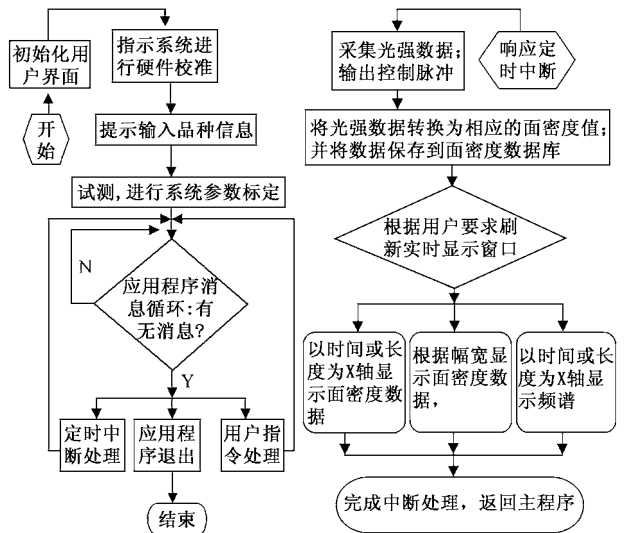 初始化用
户界面
指示系统进
行硬件校准
开
始
提示输入品种信息
试测,进行系统参数标定
N
应用程序消
息循环:有
无消息?
Y
定时中
断处理
应用程
序退出
用户指
令处理
结束
采集光强数据;
输出控制脉冲
响应定
时中断
将光强数据转换为相应的面密度值;
并将数据保存到面密度数据库
根据用户要求刷
新实时显示窗口
以时间或长
度为X轴显
示面密度数
据
根据幅宽显
示面密度数
据,
以时间或长
度为X轴显
示频谱
完成中断处理，返回主程序